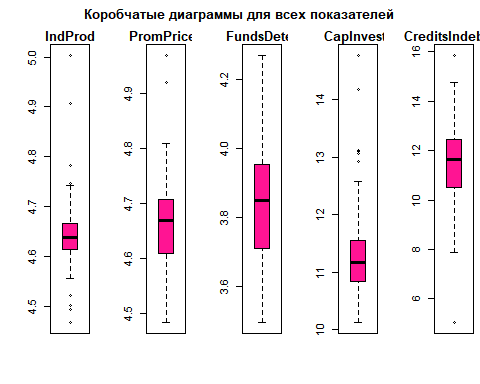 Коробчатые диаграммы для всех показателей
IndProd PromPrice FundsDete CapInvest CreditsIndeb
5.0 4.9 4.8 4.7 4.6 4.5
4.9 4.8 4.7 4.6 4.5
4.2 4.0 3.8 3.6
14 13 12 11 10
16 14 12 10 8 6